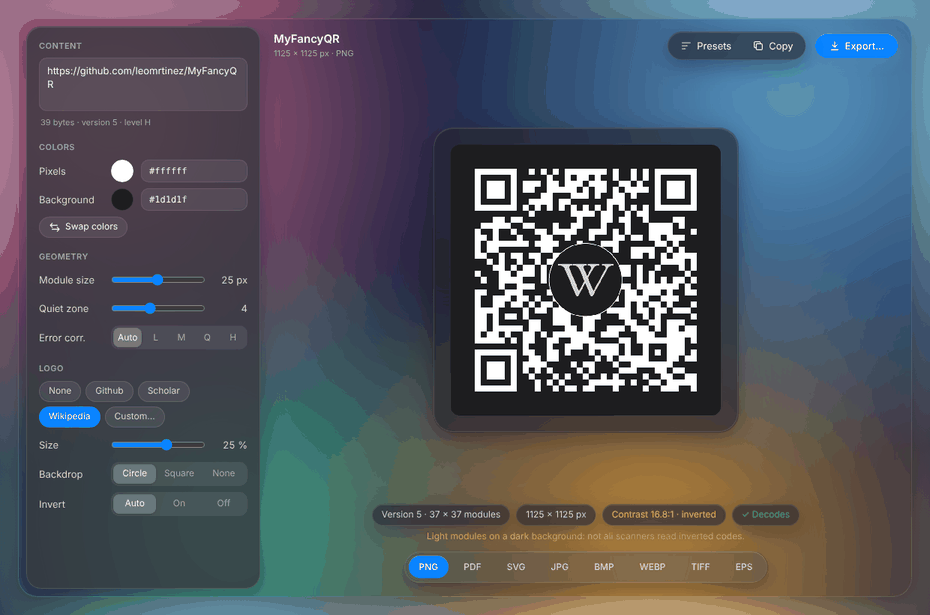 CONTENT
https://github.com/leomrtinez/MyFancyQ
R
39 bytes · version 5 · level H
COLORS
Pixels
#ffffff
Background
#1d1d1f
Swap colors
GEOMETRY
Module size
25 px
Quiet zone
4
Error corr.
Auto L M Q H
LOGO
None Github Scholar
Wikipedia Custom...
Size
25 %
Backdrop
Circle Square None
Invert
Auto On Off
MyFancyQR
1125 × 1125 px · PNG
Presets Copy Export...
W
Version 5 · 37 × 37 modules 1125 × 1125 px Contrast 16.8:1 · inverted ✓ Decodes
Light modules on a dark background: not all scanners read inverted codes.
PNG PDF SVG JPG BMP WEBP TIFF EPS